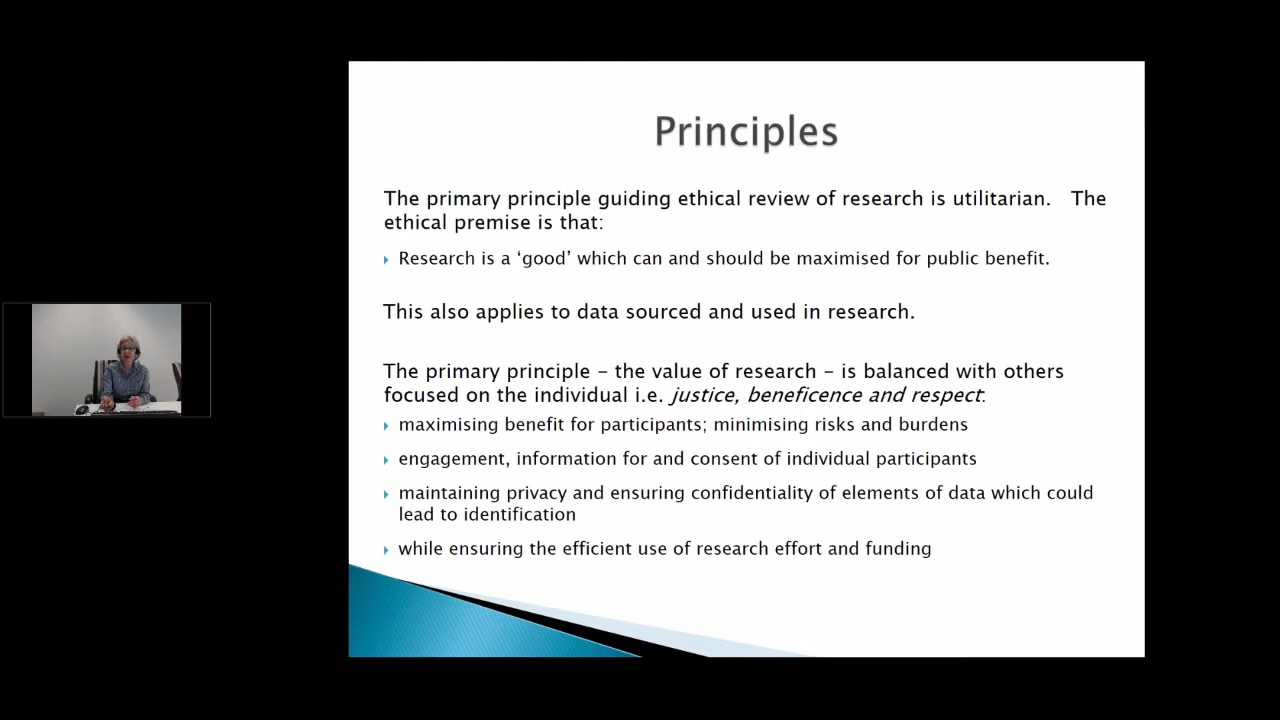 Principles
The primary principle guiding ethical review of research is utilitarian. The
ethical premise is that:
Research is a ‘good’ which can and should be maximised for public benefit.
This also applies to data sourced and used in research.
The primary principle – the value of research – is balanced with others
focused on the individual i.e. justice, beneficence and respect:
maximising benefit for participants; minimising risks and burdens
engagement, information for and consent of individual participants
maintaining privacy and ensuring confidentiality of elements of data which could
lead to identification
while ensuring the efficient use of research effort and funding